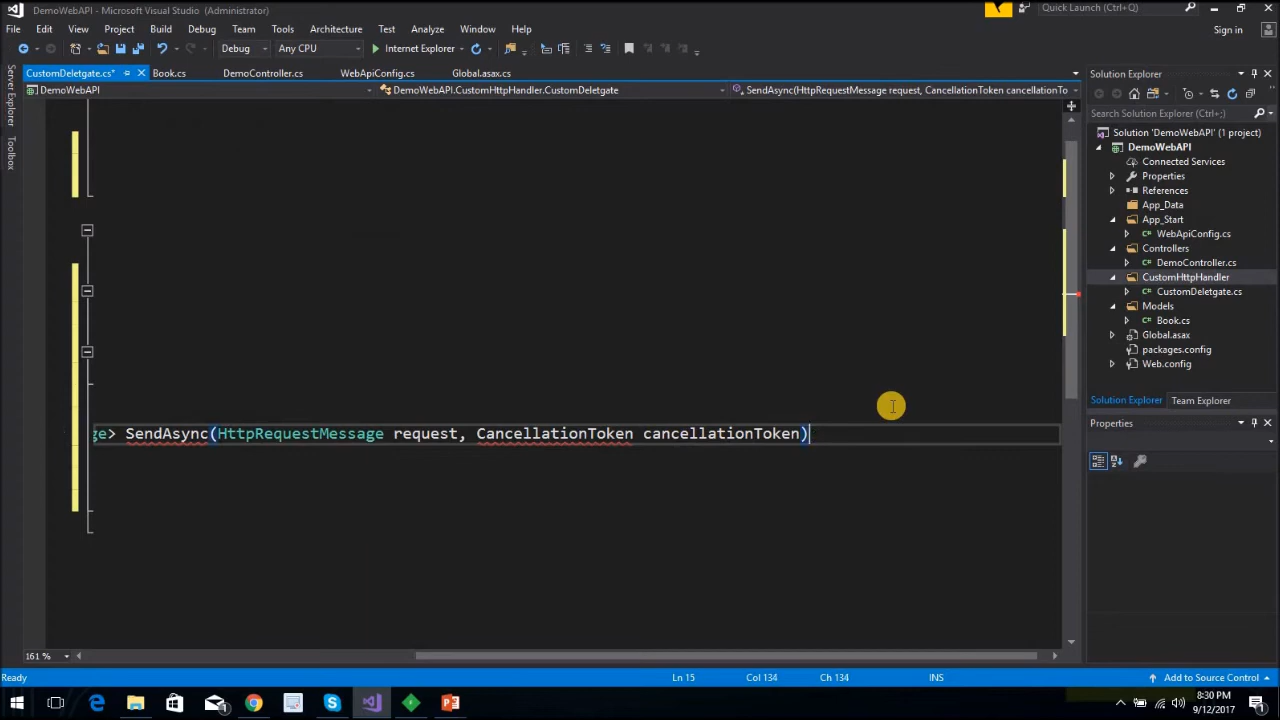 DemoWebAPI - Microsoft Visual Studio (Administrator)
Quick Launch (Ctrl+Q)
File Edit View Project Build Debug Team Tools Architecture Test Analyze Window Help
Sign in
Debug Any CPU Internet Explorer
CustomDeletgate.cs* Book.cs DemoController.cs WebApiConfig.cs Global.asax.cs
DemoWebAPI DemoWebAPI.CustomHttpHandler.CustomDeletgate SendAsync(HttpRequestMessage request, CancellationToken cancellationTo
Server Explorer
Toolbox
ge> SendAsync(HttpRequestMessage request, CancellationToken cancellationToken)
161 %
Solution Explorer
Search Solution Explorer (Ctrl+;)
Solution 'DemoWebAPI' (1 project)
DemoWebAPI
Connected Services
Properties
References
App_Data
App_Start
WebApiConfig.cs
Controllers
DemoController.cs
CustomHttpHandler
CustomDeletgate.cs
Models
Book.cs
Global.asax
packages.config
Web.config
Solution Explorer Team Explorer
Properties
Ready Ln 15 Col 134 Ch 134 INS Add to Source Control
8:30 PM
9/12/2017